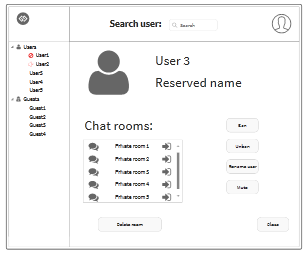 Search user:
Search
Users
User1
User2
User3
User4
User5
Guests
Guest1
Guest2
Guest3
Guest4
User 3
Reserved name
Chat rooms:
Private room 1
Private room 2
Private room 3
Private room 4
Private room 5
Ban
Unban
Rename user
Mute
Delete room
Close